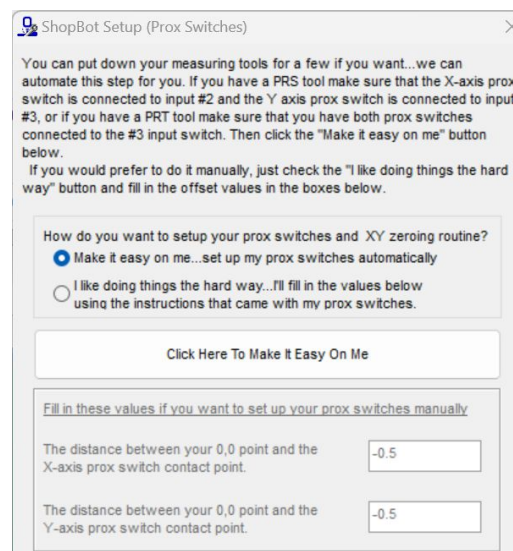 ShopBot Setup (Prox Switches)
You can put down your measuring tools for a few if you want...we can
automate this step for you. If you have a PRS tool make sure that the X-axis prox
switch is connected to input #2 and the Y axis prox switch is connected to input
#3, or if you have a PRT tool make sure that you have both prox switches
connected to the #3 input switch. Then click the "Make it easy on me" button
below.
If you would prefer to do it manually, just check the "I like doing things the hard
way" button and fill in the offset values in the boxes below.
How do you want to setup your prox switches and XY zeroing routine?
Make it easy on me...set up my prox switches automatically
I like doing things the hard way...I'll fill in the values below
using the instructions that came with my prox switches.
Click Here To Make It Easy On Me
Fill in these values if you want to set up your prox switches manually
The distance between your 0,0 point and the
X-axis prox switch contact point.
-0.5
The distance between your 0,0 point and the
Y-axis prox switch contact point.
-0.5